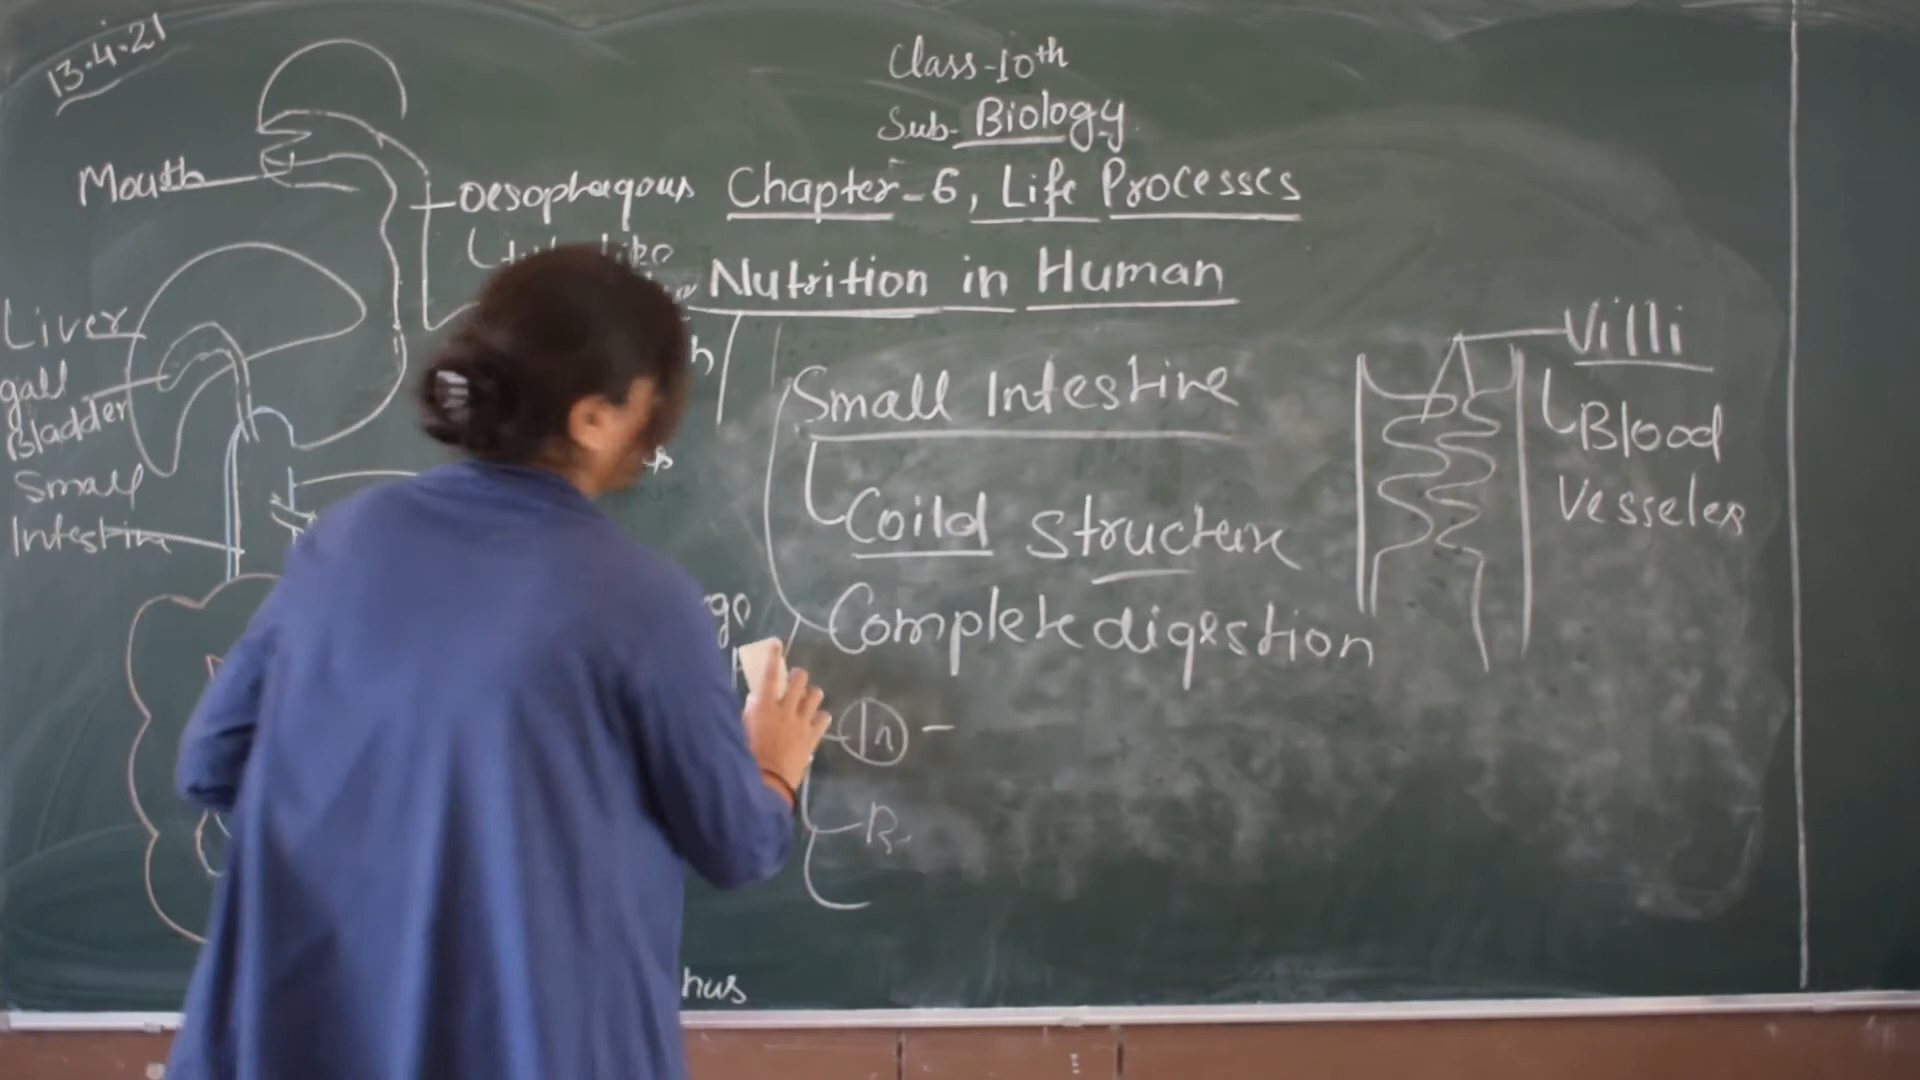 13.4.21
Class-10th
Sub-Biology
Chapter-6, Life Processes
Nutrition in Human
Mouth
Oesophagous
Liver
gall
Bladder
Small
Intestine
Small Intestine
Coild structure
Complete digestion
In -
B
Villi
Blood
Vesseles